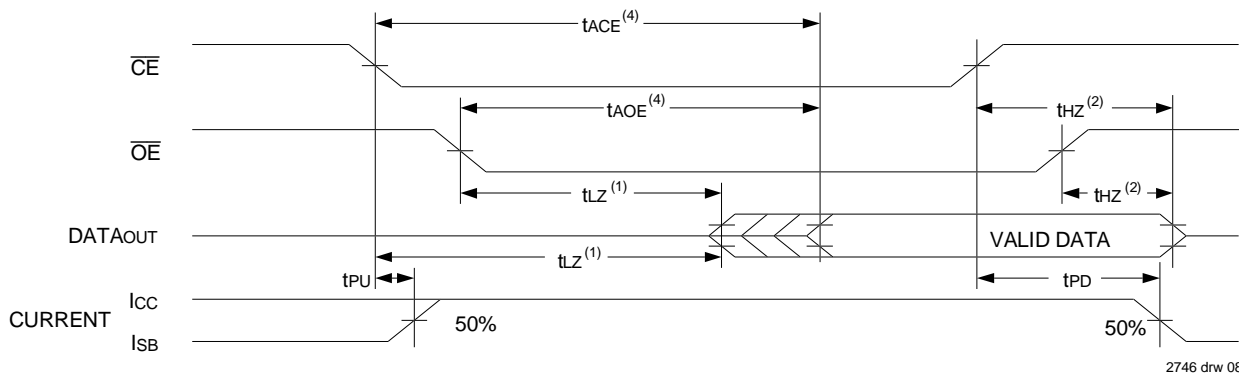 tACE(4)
CE
tAOE(4)
tHZ(2)
OE
tLZ(1)
tHZ(2)
DATAOUT
VALID DATA
tLZ(1)
tPU
tPD
ICC
CURRENT
50%
50%
ISB
2746 drw 08